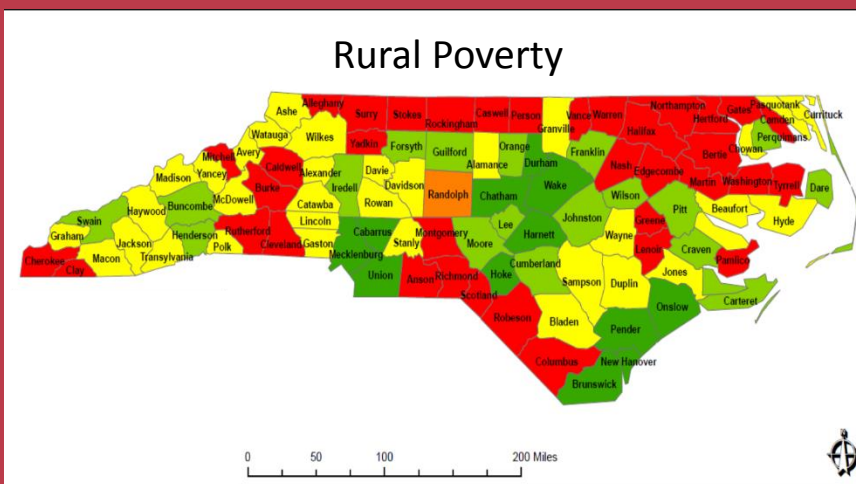 Rural Poverty
Alleghany
Ashe
Surry
Stokes
Rockingham
Caswell
Person
Vance
Warren
Northampton
Gates
Pasquotank
Camden
Currituck
Hertford
Perquimans
Watauga
Wilkes
Yadkin
Forsyth
Guilford
Alamance
Orange
Durham
Granville
Franklin
Halifax
Bertie
Chowan
Mitchell
Avery
Caldwell
Alexander
Davie
Nash
Edgecombe
Martin
Washington
Tyrrell
Dare
Madison
Yancey
Burke
Iredell
Davidson
Randolph
Chatham
Wake
Wilson
Pitt
Beaufort
Hyde
Haywood
Buncombe
McDowell
Catawba
Rowan
Swain
Graham
Jackson
Henderson
Rutherford
Lincoln
Cabarrus
Stanly
Montgomery
Moore
Lee
Harnett
Johnston
Wayne
Greene
Lenoir
Craven
Pamlico
Cherokee
Clay
Macon
Transylvania
Polk
Cleveland
Gaston
Mecklenburg
Union
Anson
Richmond
Scotland
Hoke
Cumberland
Sampson
Duplin
Jones
Carteret
Robeson
Bladen
Pender
Onslow
Columbus
New Hanover
Brunswick
0 50 100 200 Miles